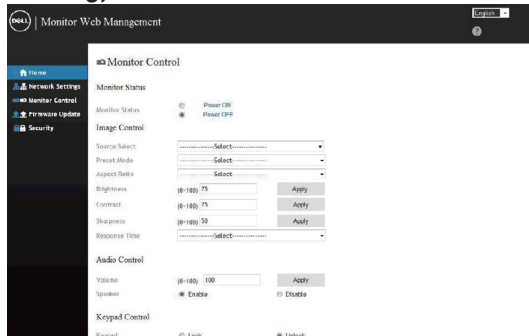 DELL | Monitor Web Management
English
?
Home
Network Settings
Monitor Control
Firmware Update
Security
Monitor Control
Monitor Status
Monitor Status
Power ON
Power OFF
Image Control
Source Select ---------------Select---------------
Preset Mode ---------------Select---------------
Aspect Ratio ---------------Select---------------
Brightness (0~100) 75 Apply
Contrast (0~100) 75 Apply
Sharpness (0~100) 50 Apply
Response Time ---------------Select---------------
Audio Control
Volume (0~100) 100 Apply
Speaker Enable Disable
Keypad Control
Keypad Lock Unlock